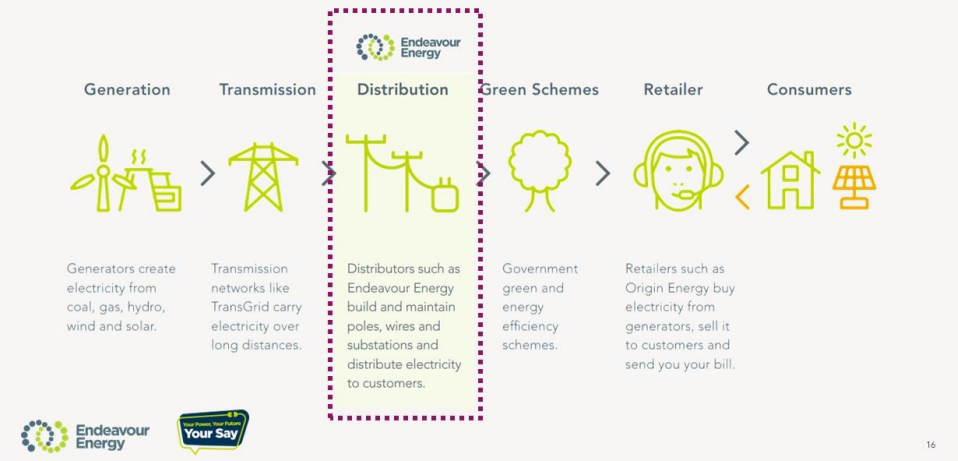 Endeavour
Energy
Generation
Transmission
Distribution
Green Schemes
Retailer
Consumers
Generators create
electricity from
coal, gas, hydro,
wind and solar.
Transmission
networks like
TransGrid carry
electricity over
long distances.
Distributors such as
Endeavour Energy
build and maintain
poles, wires and
substations and
distribute electricity
to customers.
Government
green and
energy
efficiency
schemes.
Retailers such as
Origin Energy buy
electricity from
generators, sell it
to customers and
send you your bill.
Endeavour
Energy
Your Power, Your Future
Your Say
16